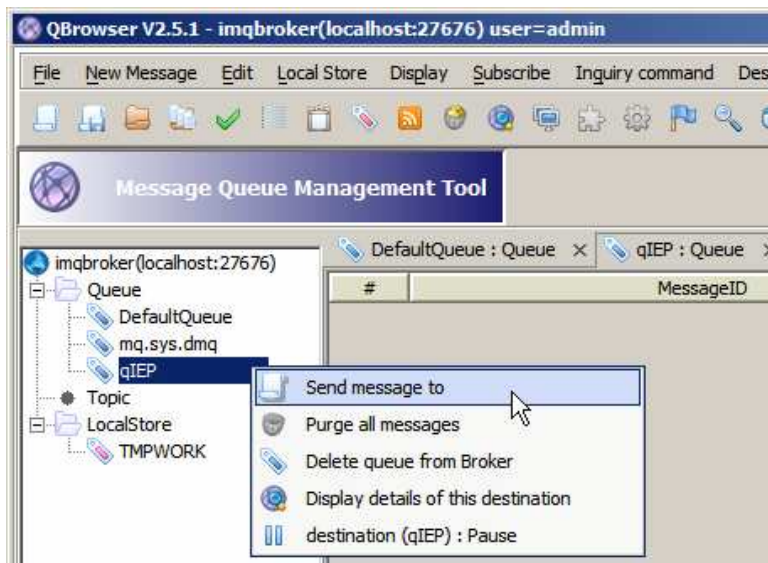 QBrowser V2.5.1 - imqbroker(localhost:27676) user=admin
File New Message Edit Local Store Display Subscribe Inquiry command Des
Message Queue Management Tool
imqbroker(localhost:27676)
Queue
DefaultQueue
mq.sys.dmq
qIEP
Topic
LocalStore
TMPWORK
DefaultQueue : Queue qIEP : Queue
# MessageID
Send message to
Purge all messages
Delete queue from Broker
Display details of this destination
destination (qIEP) : Pause